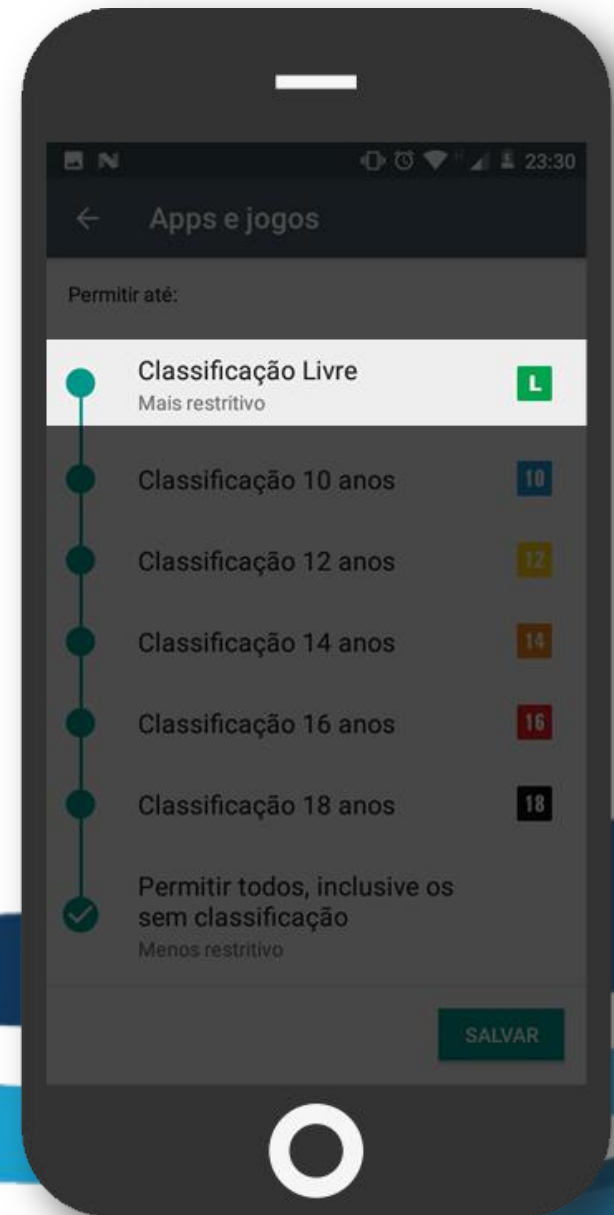 23:30
Apps e jogos
Permitir até:
Classificação Livre
L
Mais restritivo
Classificação 10 anos
10
Classificação 12 anos
12
Classificação 14 anos
14
Classificação 16 anos
16
Classificação 18 anos
18
Permitir todos, inclusive os
sem classificação
Menos restritivo
SALVAR